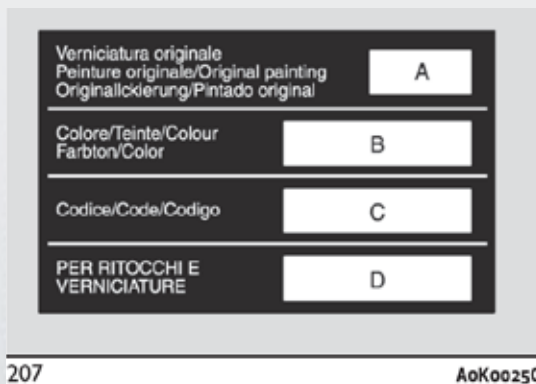 Verniciatura originale
Peinture originale/Original painting
Originallckierung/Pintado original
A
Colore/Teinte/Colour
Farbton/Color
B
Codice/Code/Codigo
C
PER RITOCCHI E
VERNICIATURE
D
207
A0K0025